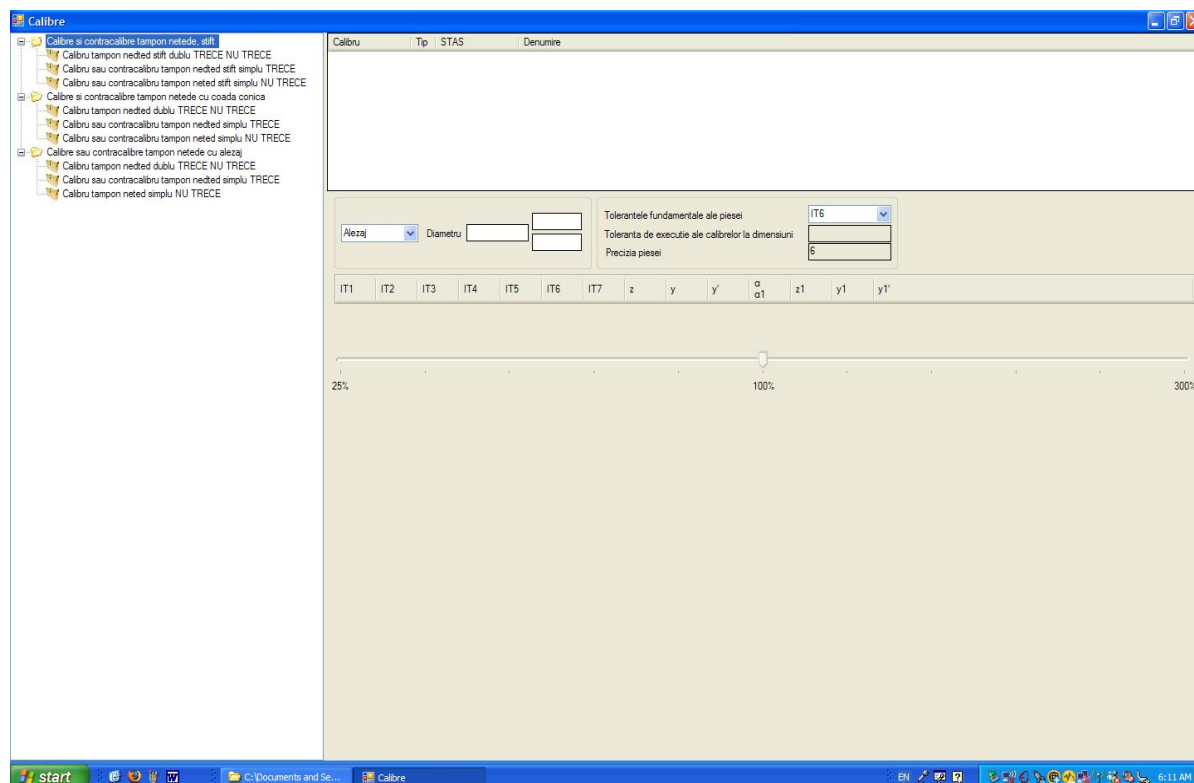 Calibre
Calibre si contracalibre tampon netede, stift
Calibru tampon nedted stift dublu TRECE NU TRECE
Calibru sau contracalibru tampon nedted stift simplu TRECE
Calibru sau contracalibru tampon neted stift simplu NU TRECE
Calibre si contracalibre tampon netede cu coada conica
Calibru tampon nedted dublu TRECE NU TRECE
Calibru sau contracalibru tampon nedted simplu TRECE
Calibru sau contracalibru tampon neted simplu NU TRECE
Calibre sau contracalibre tampon netede cu alezaj
Calibru tampon nedted dublu TRECE NU TRECE
Calibru sau contracalibru tampon nedted simplu TRECE
Calibru tampon neted simplu NU TRECE
Calibru Tip STAS Denumire
Alezaj Diametru
Tolerantele fundamentale ale piesei IT6
Toleranta de executie ale calibrelor la dimensiuni
Precizia piesei 6
IT1 IT2 IT3 IT4 IT5 IT6 IT7 z y y' α z1 y1 y1'
α1
25% 100% 300%
start C:\Documents and Se... Calibre EN 6:11 AM